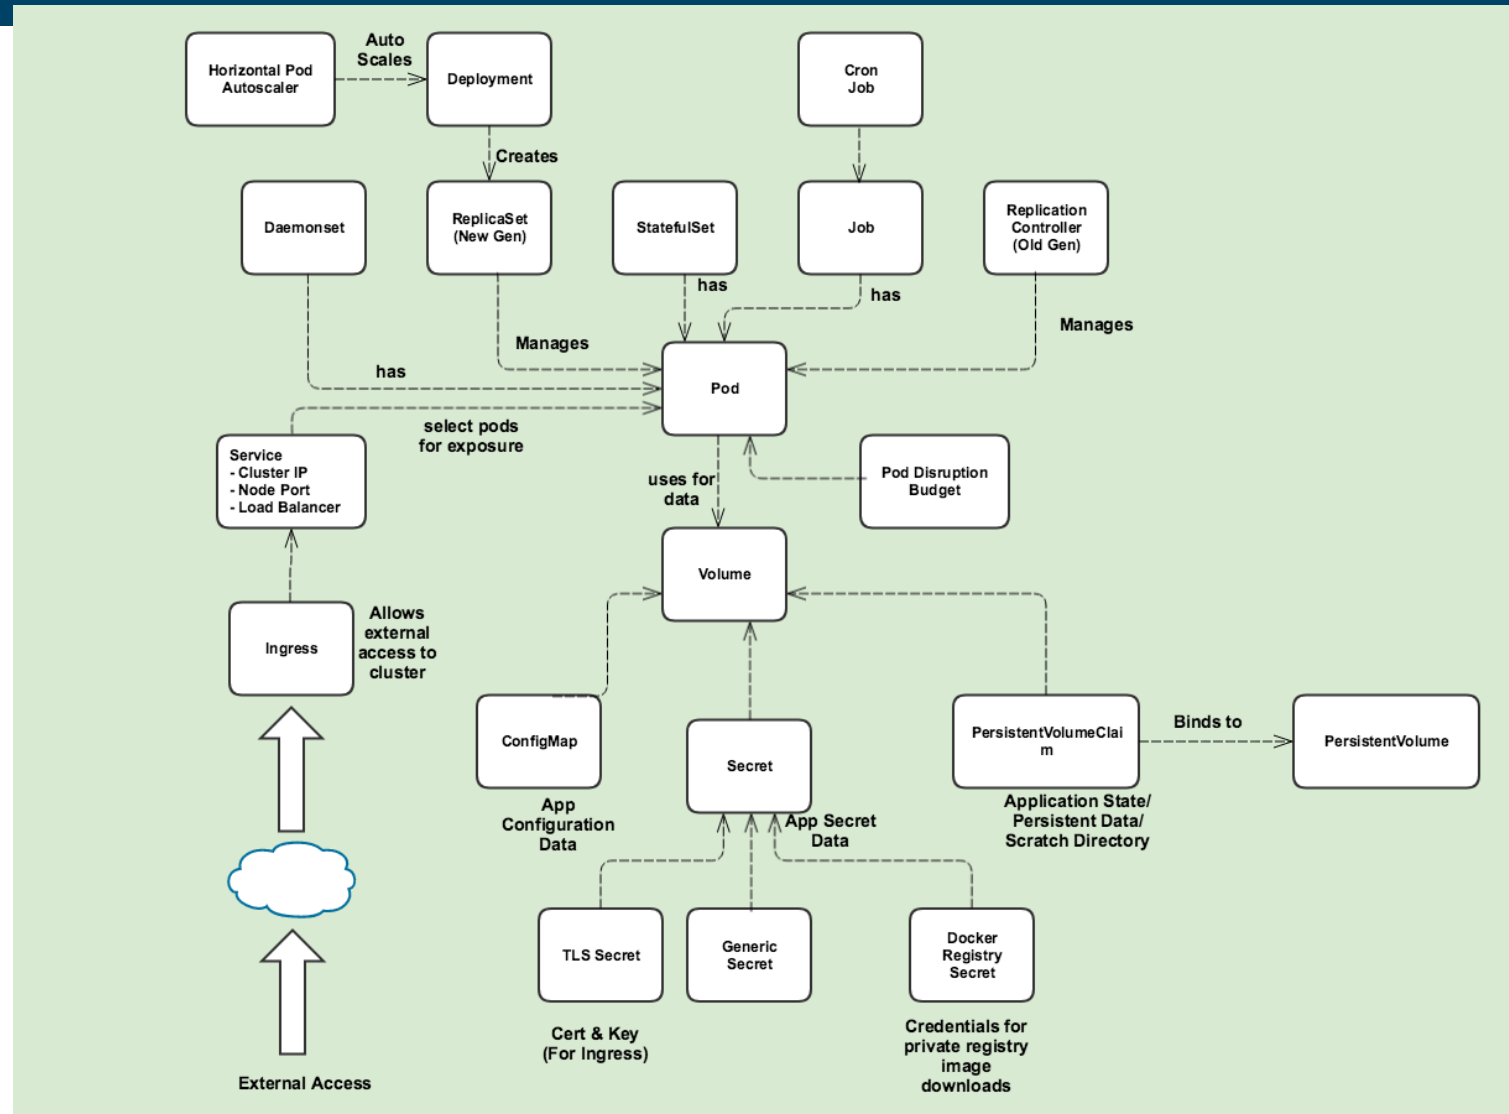 Auto
Scales
Horizontal Pod
Autoscaler
Deployment
Cron
Job
Creates
Daemonset
ReplicaSet
(New Gen)
StatefulSet
Job
Replication
Controller
(Old Gen)
has
has
Manages
Manages
has
Pod
select pods
for exposure
Service
- Cluster IP
- Node Port
- Load Balancer
uses for
data
Pod Disruption
Budget
Volume
Ingress
Allows
external
access to
cluster
ConfigMap
App
Configuration
Data
Secret
App Secret
Data
PersistentVolumeClai
m
Application State/
Persistent Data/
Scratch Directory
Binds to
PersistentVolume
TLS Secret
Cert & Key
(For Ingress)
Generic
Secret
Docker
Registry
Secret
Credentials for
private registry
image
downloads
External Access